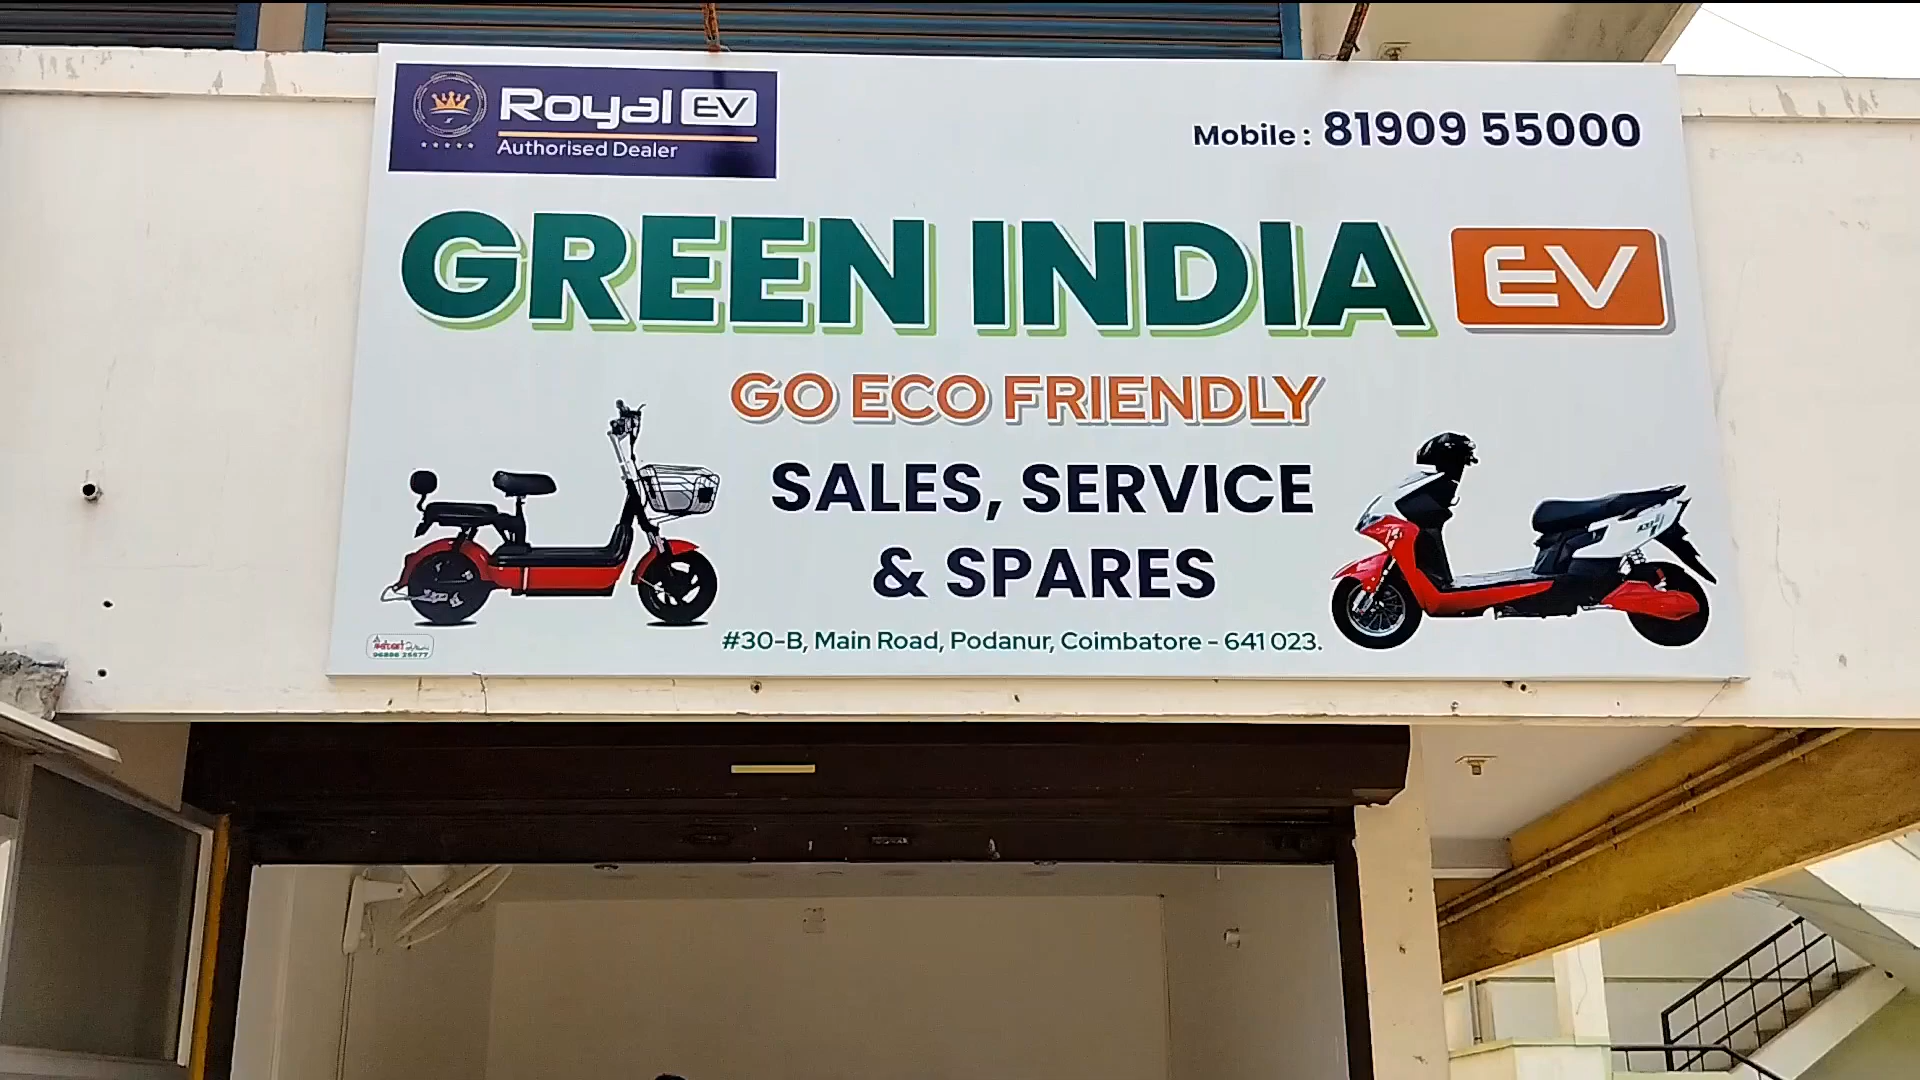 Royal EV
Authorised Dealer
Mobile : 81909 55000
GREEN INDIA EV
GO ECO FRIENDLY
SALES, SERVICE
& SPARES
#30-B, Main Road, Podanur, Coimbatore - 641 023.